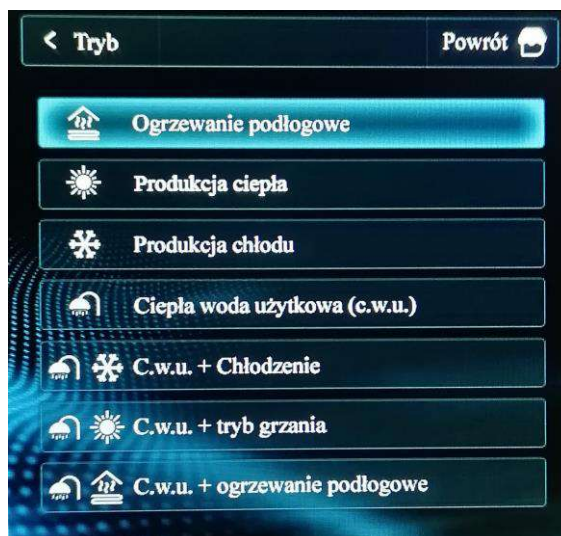 < Tryb
Powrót
Ogrzewanie podłogowe
Produkcja ciepła
Produkcja chłodu
Ciepła woda użytkowa (c.w.u.)
C.w.u. + Chłodzenie
C.w.u. + tryb grzania
C.w.u. + ogrzewanie podłogowe